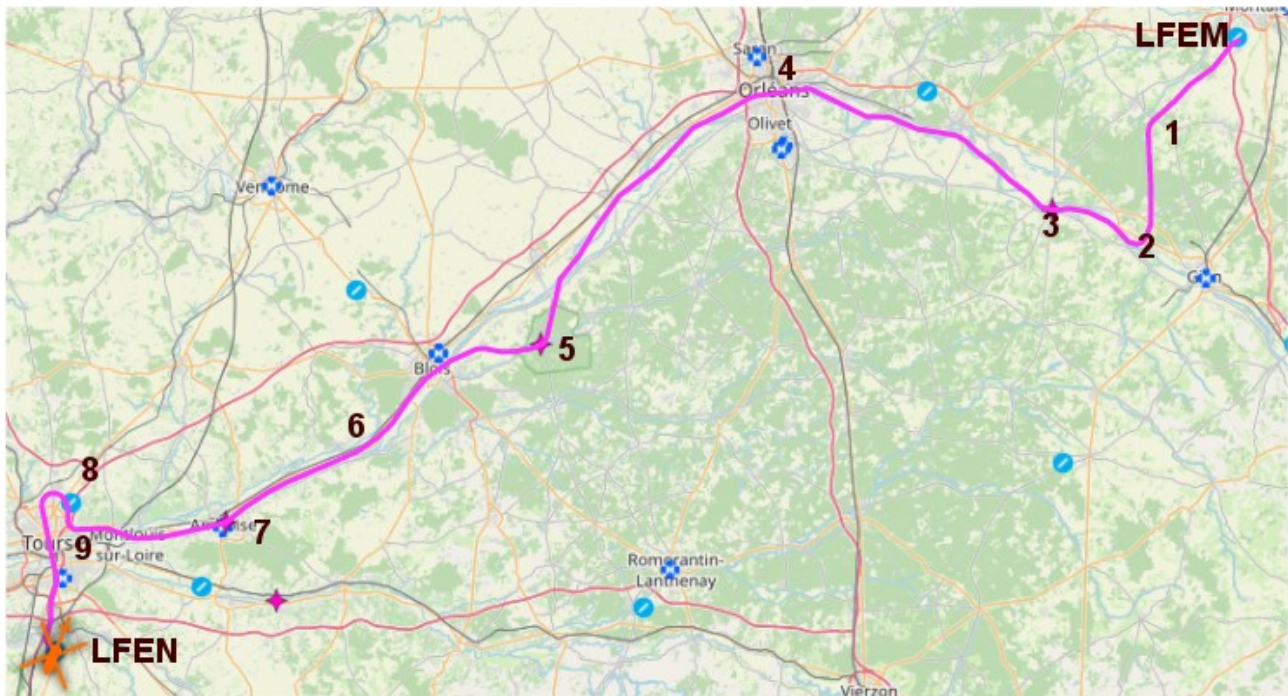 LFEM
Saran
4
Orléans
1
Olivet
Vendôme
3
2
Gien
5
Blois
6
8
Amboise
7
Tours
9
Montlouis-
sur-Loire
Romorantin-
Lanthenay
LFEN
Vierzon